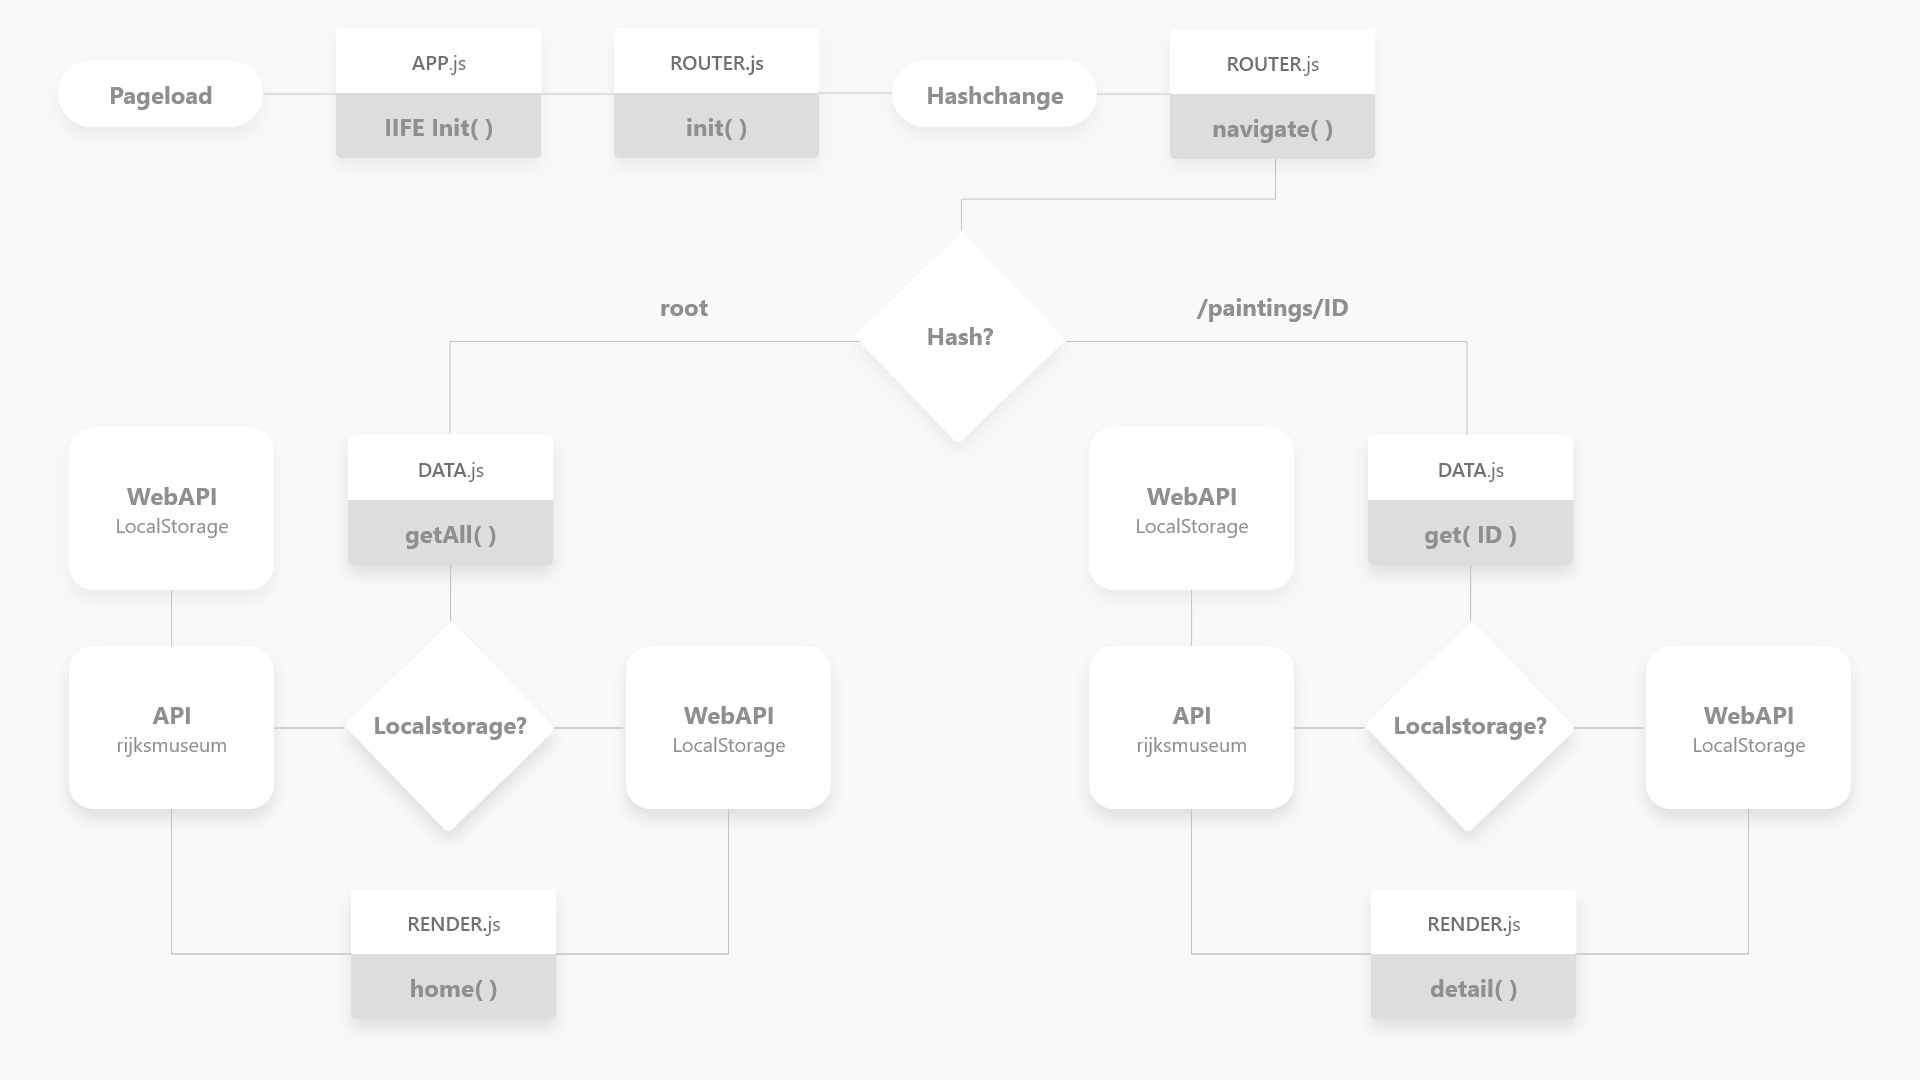 Pageload
APP.js
IIFE Init( )
ROUTER.js
init( )
Hashchange
ROUTER.js
navigate( )
Hash?
root
/paintings/ID
WebAPI
LocalStorage
DATA.js
getAll( )
API
rijksmuseum
Localstorage?
WebAPI
LocalStorage
RENDER.js
home( )
WebAPI
LocalStorage
DATA.js
get( ID )
API
rijksmuseum
Localstorage?
WebAPI
LocalStorage
RENDER.js
detail( )